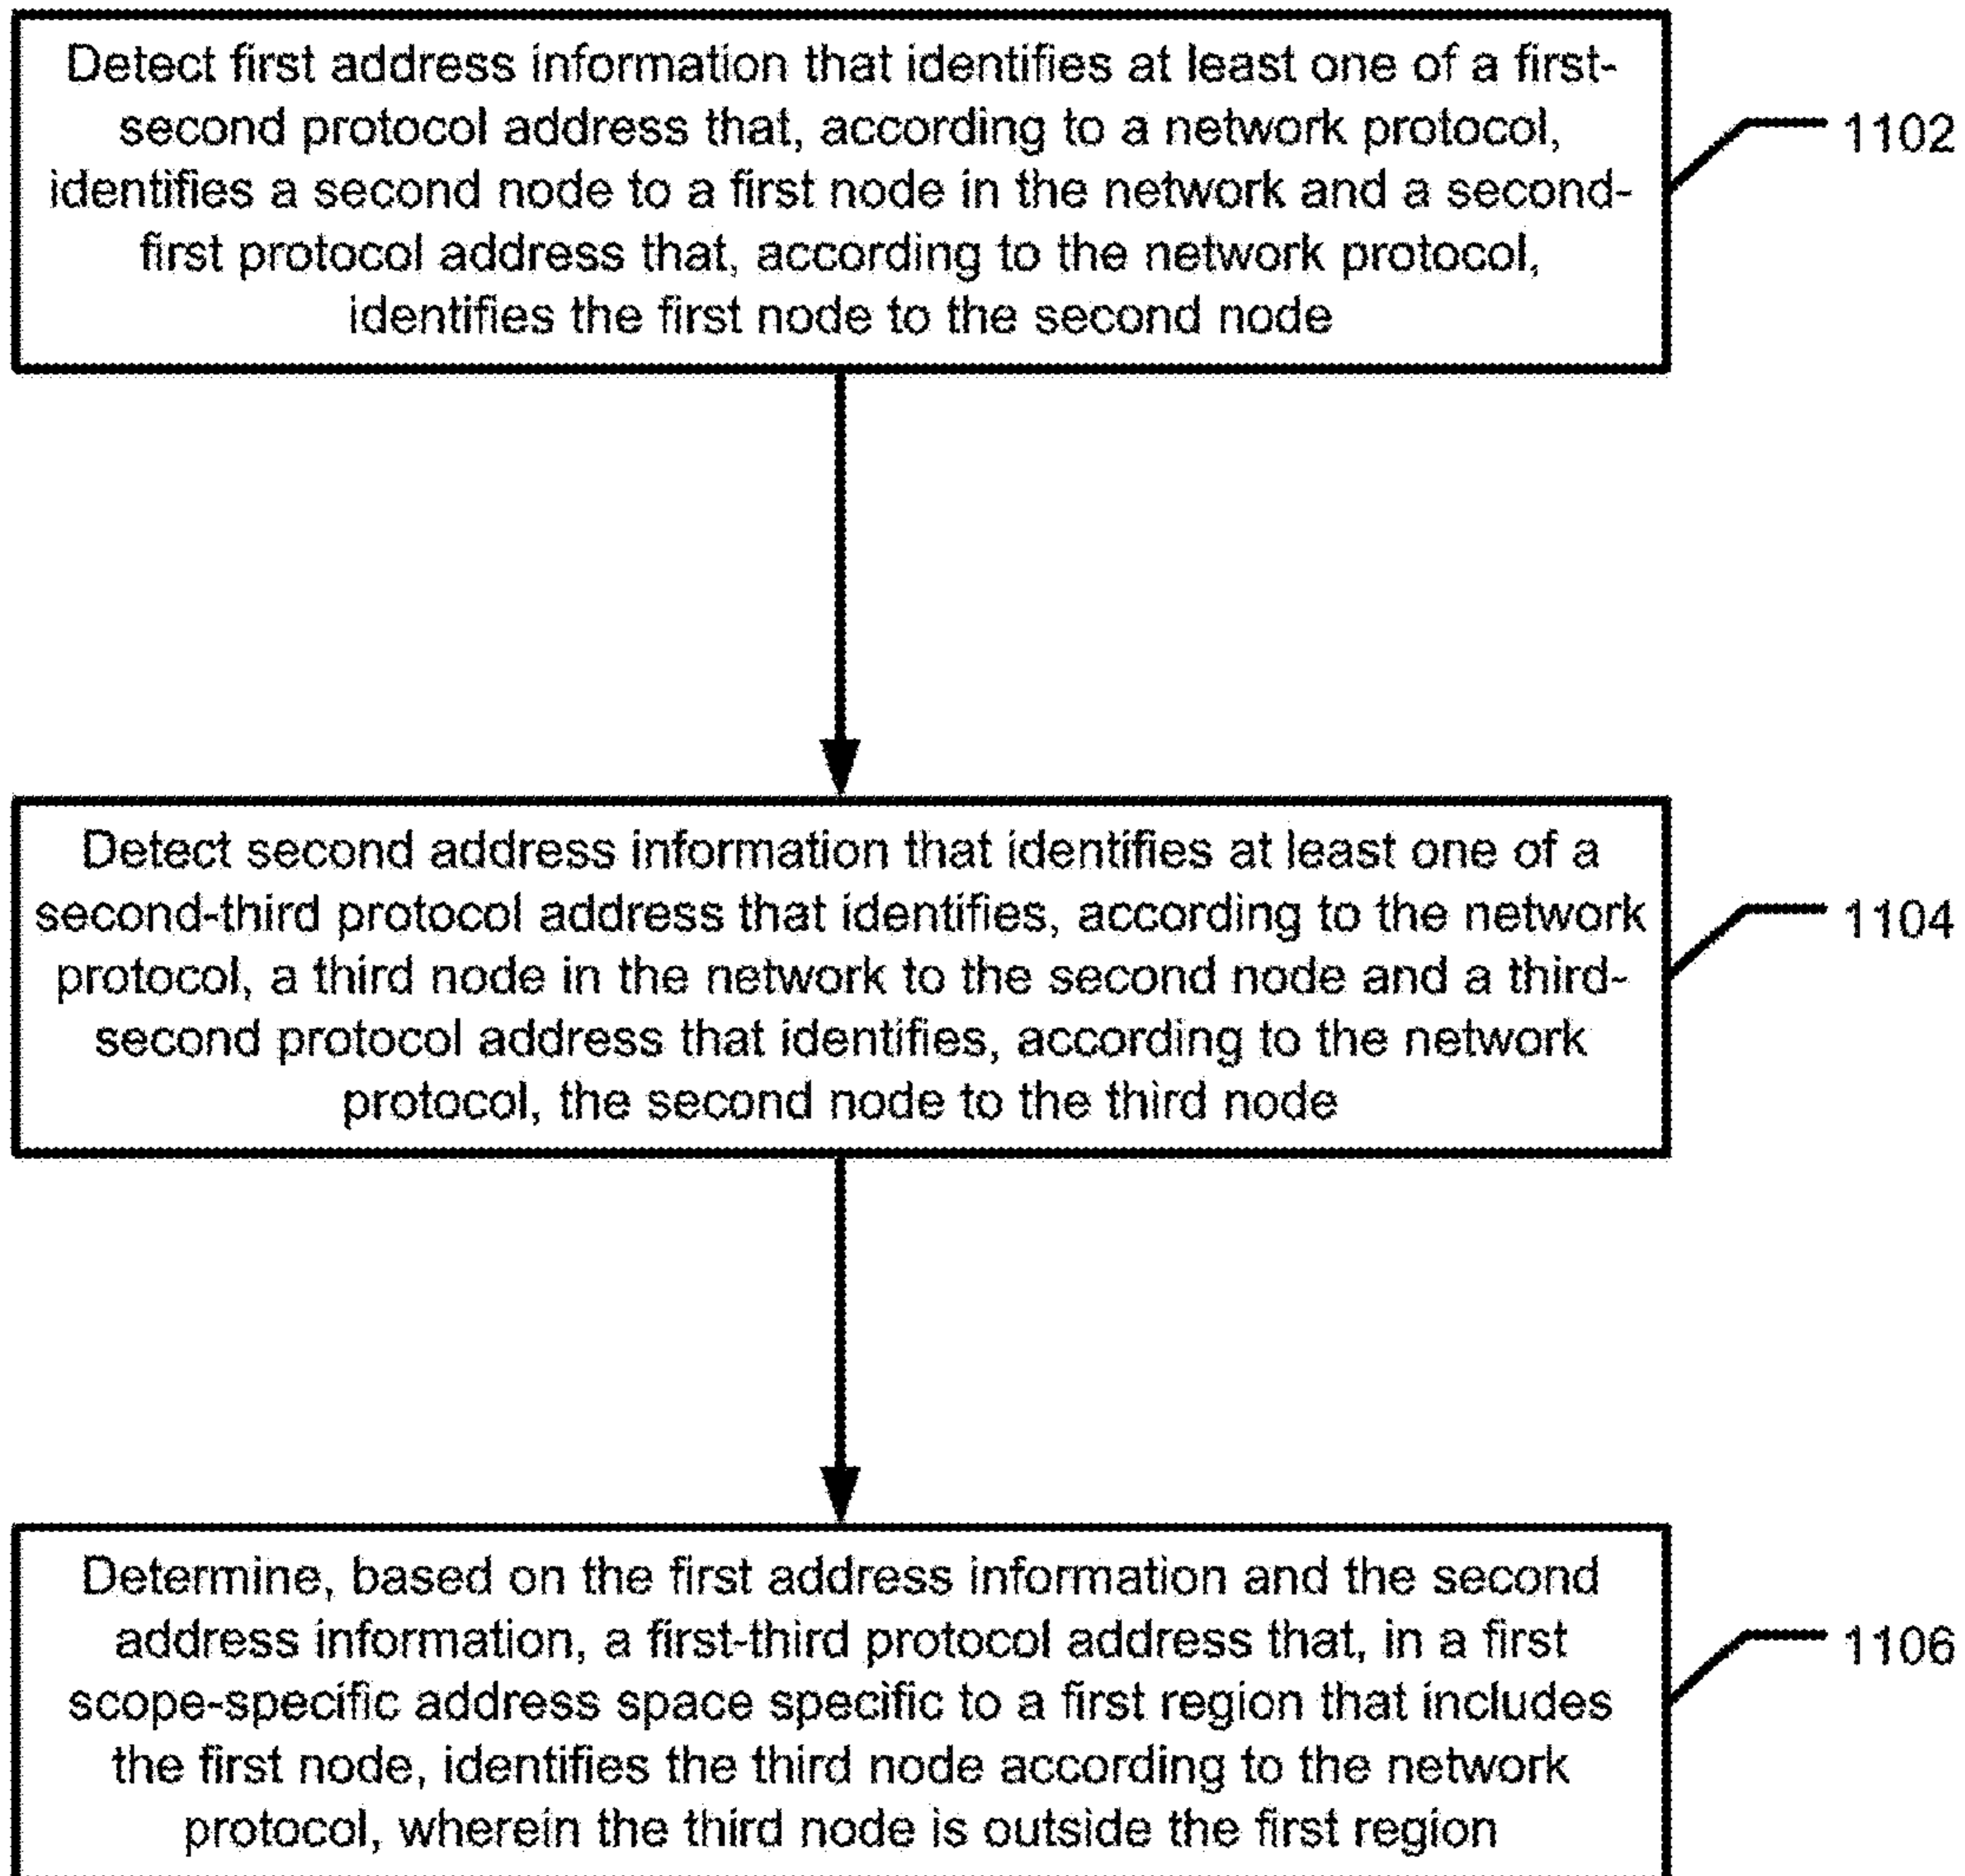 Detect first address information that identifies at least one of a first-
second protocol address that, according to a network protocol,
identifies a second node to a first node in the network and a second-
first protocol address that, according to the network protocol,
identifies the first node to the second node
1102
Detect second address information that identifies at least one of a
second-third protocol address that identifies, according to the network
protocol, a third node in the network to the second node and a third-
second protocol address that identifies, according to the network
protocol, the second node to the third node
1104
Determine, based on the first address information and the second
address information, a first-third protocol address that, in a first
scope-specific address space specific to a first region that includes
the first node, identifies the third node according to the network
protocol, wherein the third node is outside the first region
1106